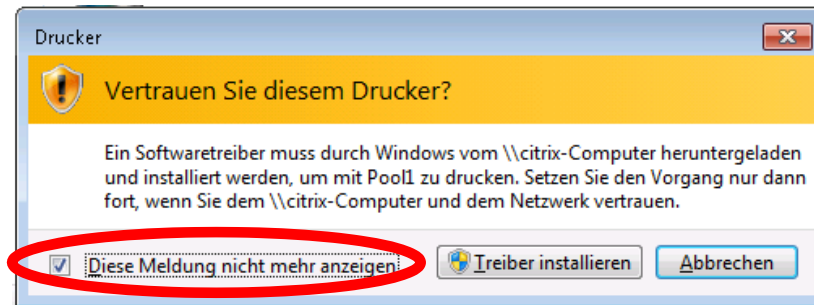 Drucker
Vertrauen Sie diesem Drucker?
Ein Softwaretreiber muss durch Windows vom \\citrix-Computer heruntergeladen
und installiert werden, um mit Pool1 zu drucken. Setzen Sie den Vorgang nur dann
fort, wenn Sie dem \\citrix-Computer und dem Netzwerk vertrauen.
Diese Meldung nicht mehr anzeigen Treiber installieren Abbrechen